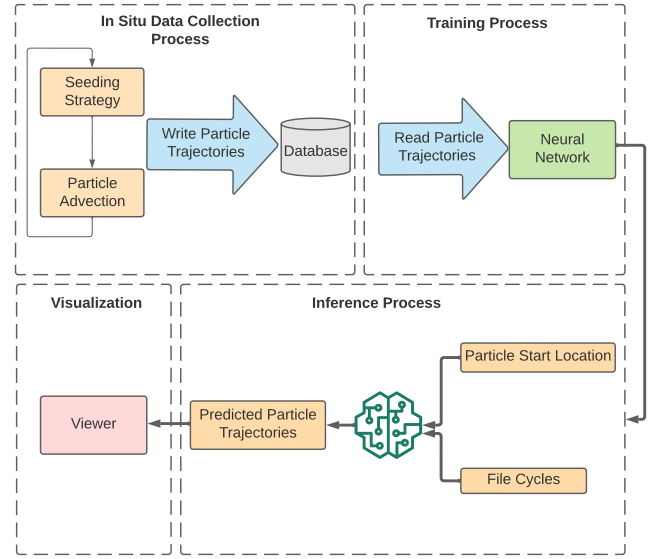 In Situ Data Collection
Process
Seeding
Strategy
Particle
Advection
Write Particle
Trajectories
Database
Training Process
Read Particle
Trajectories
Neural
Network
Visualization
Viewer
Inference Process
Predicted Particle
Trajectories
Particle Start Location
File Cycles